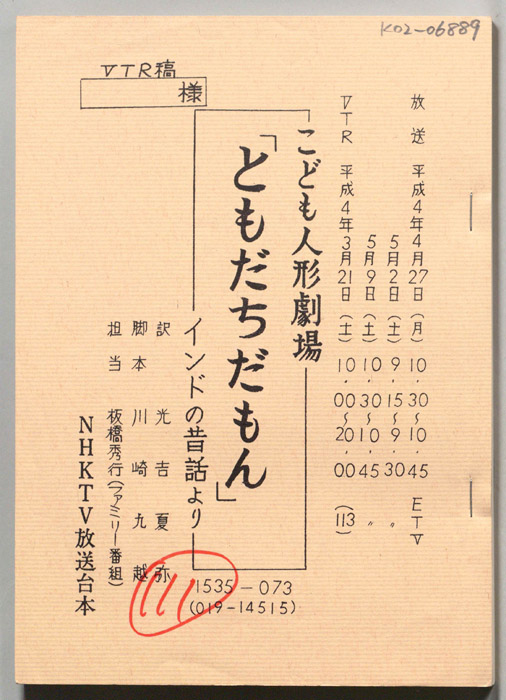 K02-06889
VTR稿
様
放送 平成4年4月27日(月) 10・30〜10・45 ETV
5月2日(土) 9・15〜9・30 〃
5月9日(土) 10・30〜10・45 〃
VTR 平成4年3月21日(土) 10・00〜20・00 (113)
こども人形劇場
「ともだちだもん」
インドの昔話より
訳 光吉夏弥
脚本 川崎九越
担当 板橋秀行(ファミリー番組)
NHKTV放送台本
111
1535-073
(019-14515)